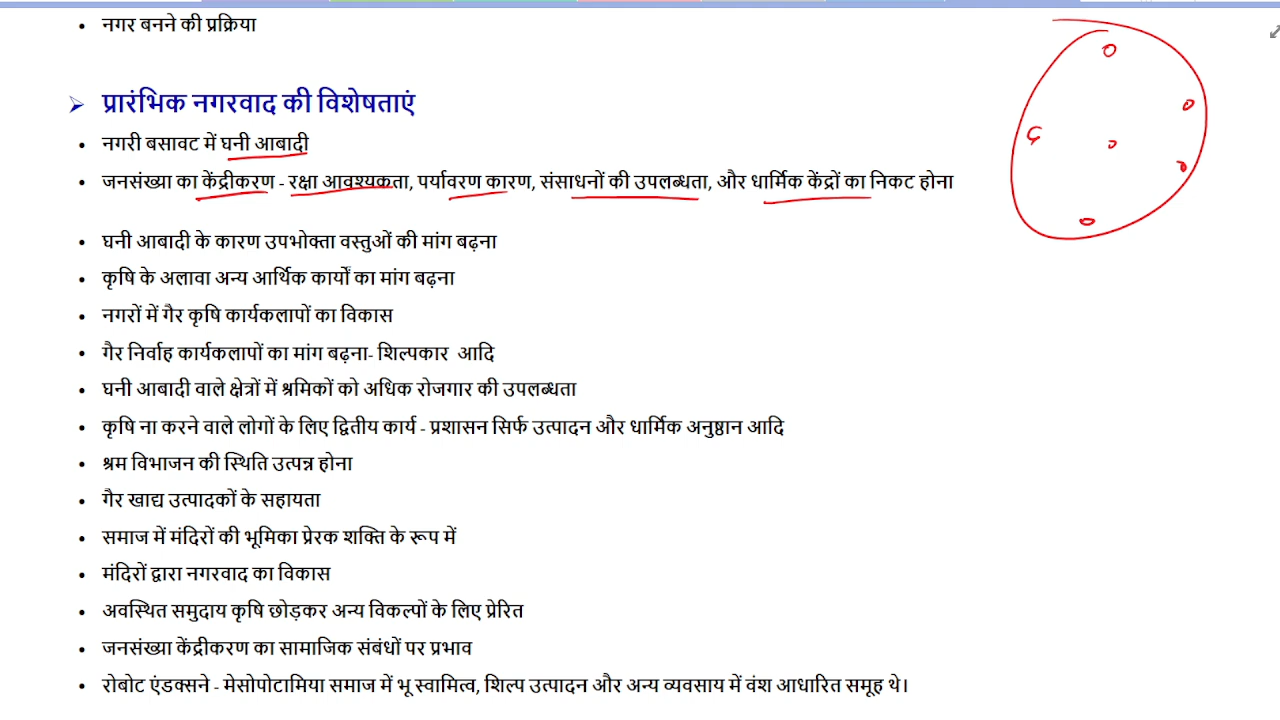 • नगर बनने की प्रक्रिया
➢ प्रारंभिक नगरवाद की विशेषताएं
• नगरी बसावट में घनी आबादी
• जनसंख्या का केंद्रीकरण - रक्षा आवश्यकता, पर्यावरण कारण, संसाधनों की उपलब्धता, और धार्मिक केंद्रों का निकट होना
• घनी आबादी के कारण उपभोक्ता वस्तुओं की मांग बढ़ना
• कृषि के अलावा अन्य आर्थिक कार्यों का मांग बढ़ना
• नगरों में गैर कृषि कार्यकलापों का विकास
• गैर निर्वाह कार्यकलापों का मांग बढ़ना- शिल्पकार आदि
• घनी आबादी वाले क्षेत्रों में श्रमिकों को अधिक रोजगार की उपलब्धता
• कृषि ना करने वाले लोगों के लिए द्वितीय कार्य - प्रशासन सिर्फ उत्पादन और धार्मिक अनुष्ठान आदि
• श्रम विभाजन की स्थिति उत्पन्न होना
• गैर खाद्य उत्पादकों के सहायता
• समाज में मंदिरों की भूमिका प्रेरक शक्ति के रूप में
• मंदिरों द्वारा नगरवाद का विकास
• अवस्थित समुदाय कृषि छोड़कर अन्य विकल्पों के लिए प्रेरित
• जनसंख्या केंद्रीकरण का सामाजिक संबंधों पर प्रभाव
• रोबोट एंडक्सने - मेसोपोटामिया समाज में भू स्वामित्व, शिल्प उत्पादन और अन्य व्यवसाय में वंश आधारित समूह थे।